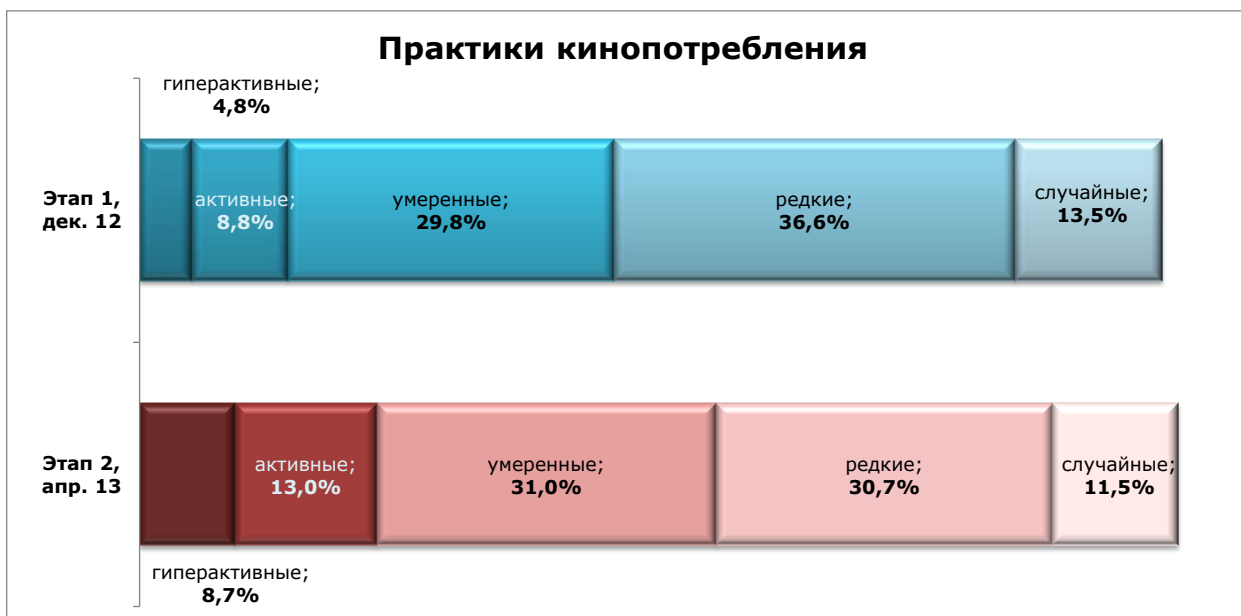 Практики кинопотребления
гиперактивные;
4,8%
Этап 1,
дек. 12
активные;
8,8%
умеренные;
29,8%
редкие;
36,6%
случайные;
13,5%
Этап 2,
апр. 13
активные;
13,0%
умеренные;
31,0%
редкие;
30,7%
случайные;
11,5%
гиперактивные;
8,7%